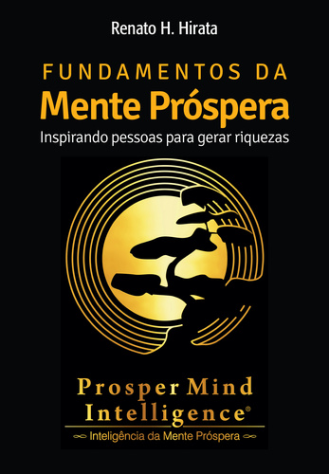 Renato H. Hirata
FUNDAMENTOS DA
Mente Próspera
Inspirando pessoas para gerar riquezas
Prosper Mind
Intelligence®
Inteligência da Mente Próspera